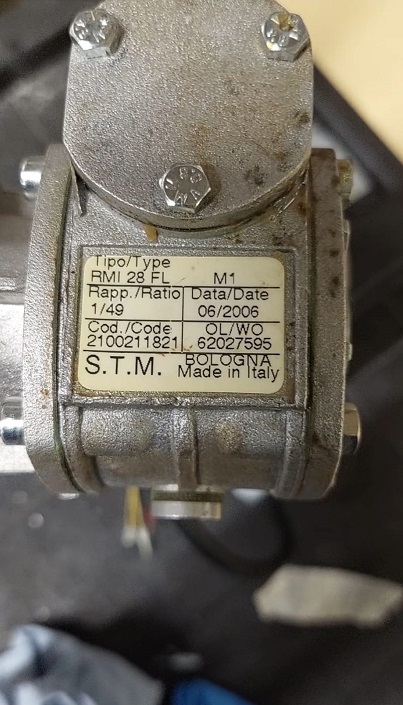 Tipo/Type
RMI 28 FL M1
Rapp./Ratio Data/Date
1/49 06/2006
Cod./Code OL/WO
2100211821 62027595
S.T.M. BOLOGNA
Made in Italy